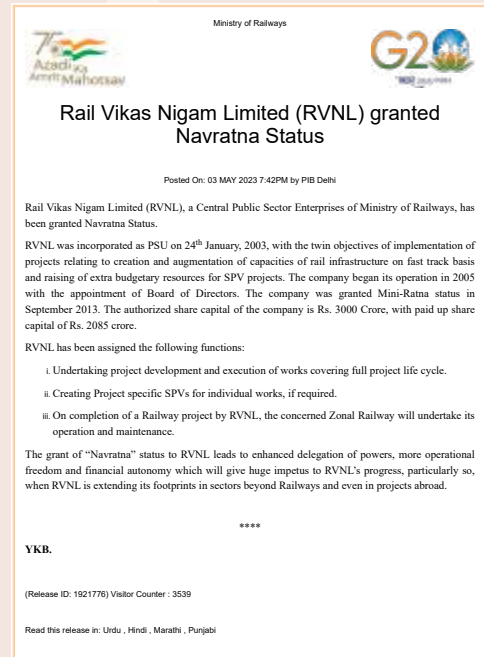 Ministry of Railways
Azadi Ka
Amrit Mahotsav
G20
Rail Vikas Nigam Limited (RVNL) granted
Navratna Status
Posted On: 03 MAY 2023 7:42PM by PIB Delhi
Rail Vikas Nigam Limited (RVNL), a Central Public Sector Enterprises of Ministry of Railways, has
been granted Navratna Status.
RVNL was incorporated as PSU on 24th January, 2003, with the twin objectives of implementation of
projects relating to creation and augmentation of capacities of rail infrastructure on fast track basis
and raising of extra budgetary resources for SPV projects. The company began its operation in 2005
with the appointment of Board of Directors. The company was granted Mini-Ratna status in
September 2013. The authorized share capital of the company is Rs. 3000 Crore, with paid up share
capital of Rs. 2085 crore.
RVNL has been assigned the following functions:
i. Undertaking project development and execution of works covering full project life cycle.
ii. Creating Project specific SPVs for individual works, if required.
iii. On completion of a Railway project by RVNL, the concerned Zonal Railway will undertake its
operation and maintenance.
The grant of “Navratna” status to RVNL leads to enhanced delegation of powers, more operational
freedom and financial autonomy which will give huge impetus to RVNL’s progress, particularly so,
when RVNL is extending its footprints in sectors beyond Railways and even in projects abroad.
****
YKB.
(Release ID: 1921776) Visitor Counter : 3539
Read this release in: Urdu , Hindi , Marathi , Punjabi